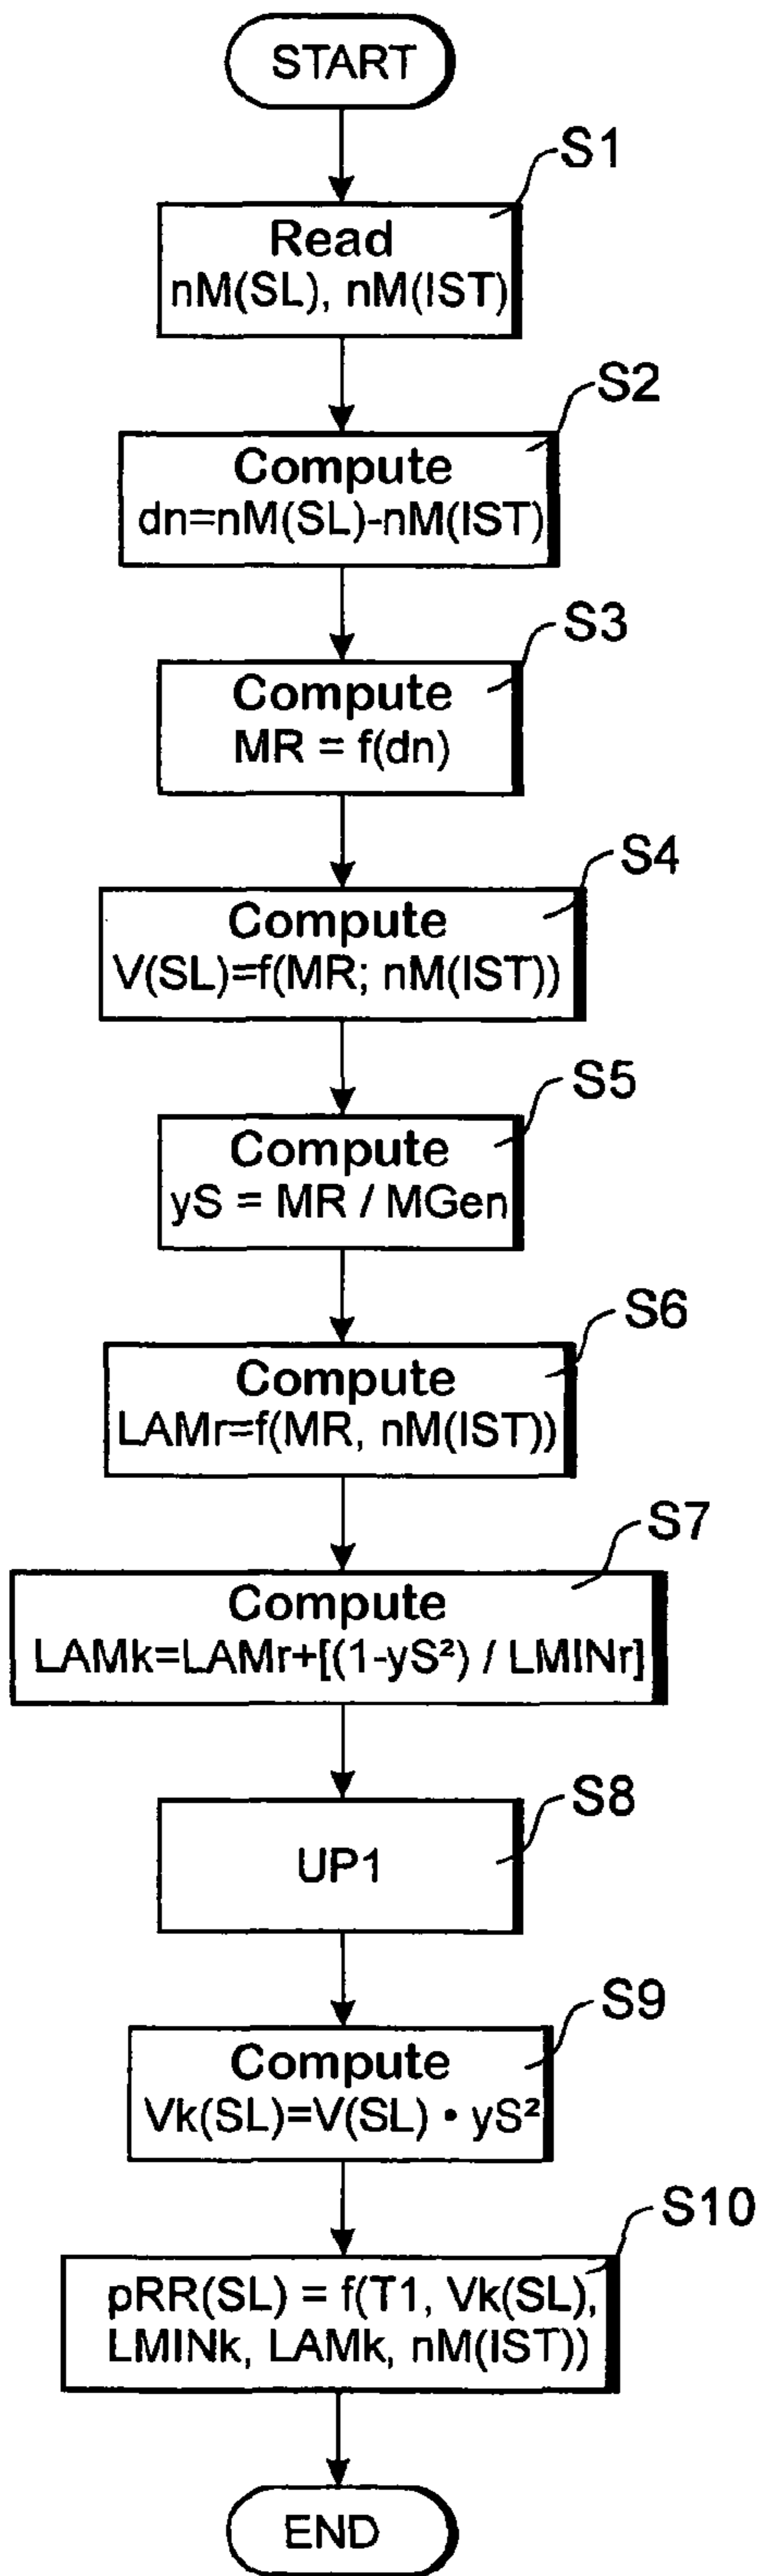 START
S1
Read
nM(SL), nM(IST)
S2
Compute
dn=nM(SL)-nM(IST)
S3
Compute
MR = f(dn)
S4
Compute
V(SL)=f(MR; nM(IST))
S5
Compute
yS = MR / MGen
S6
Compute
LAMr=f(MR, nM(IST))
S7
Compute
LAMk=LAMr+[(1-yS²) / LMINr]
S8
UP1
S9
Compute
Vk(SL)=V(SL) • yS²
S10
pRR(SL) = f(T1, Vk(SL),
LMINk, LAMk, nM(IST))
END